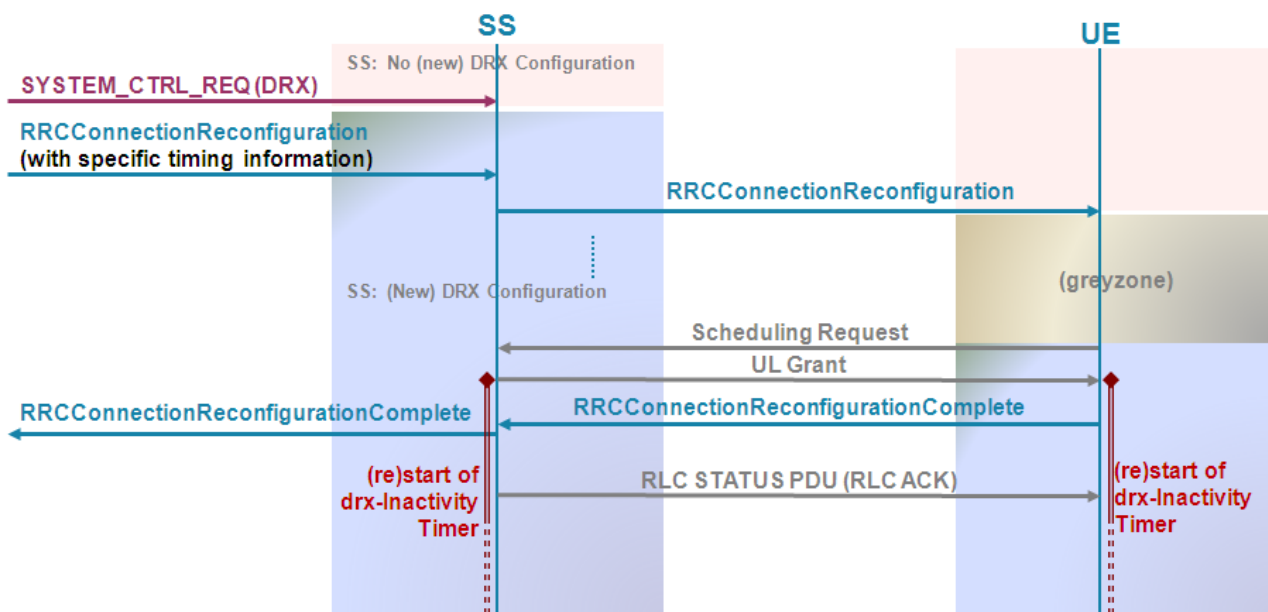 SS
UE
SS: No (new) DRX Configuration
SYSTEM_CTRL_REQ (DRX)
RRCConnectionReconfiguration
(with specific timing information)
RRCConnectionReconfiguration
SS: (New) DRX Configuration
(greyzone)
Scheduling Request
UL Grant
RRCConnectionReconfigurationComplete
RRCConnectionReconfigurationComplete
(re)start of
drx-Inactivity
Timer
RLC STATUS PDU (RLC ACK)
(re)start of
drx-Inactivity
Timer